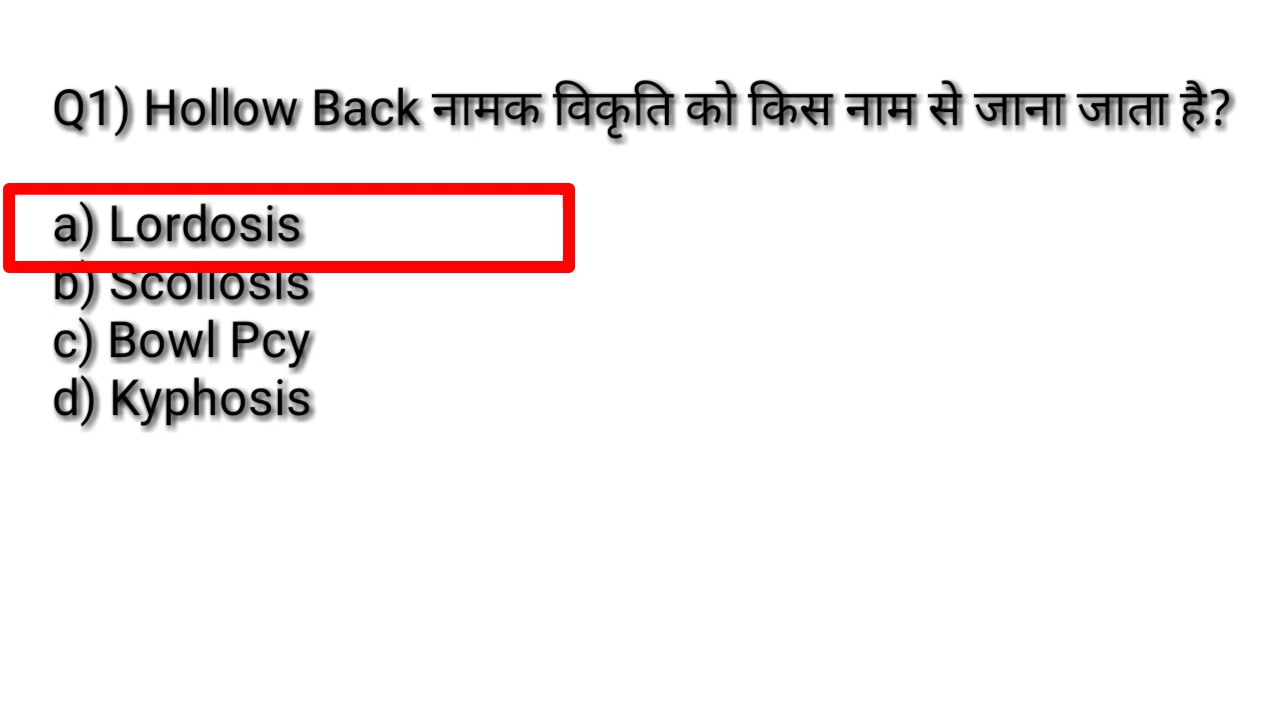 Q1) Hollow Back नामक विकृति को किस नाम से जाना जाता है?
a) Lordosis
b) Scoliosis
c) Bowl Pcy
d) Kyphosis